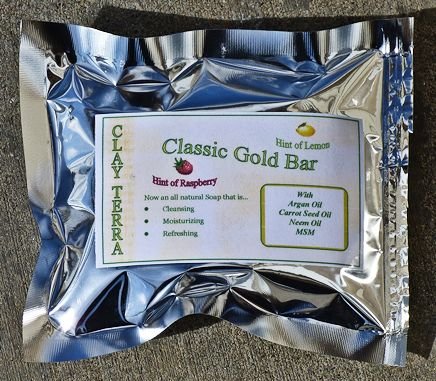 CLAY TERRA
Hint of Lemon
Classic Gold Bar
Hint of Raspberry
Now an all natural Soap that is...
• Cleansing
• Moisturizing
• Refreshing
With
Argan Oil
Carrot Seed Oil
Neem Oil
MSM